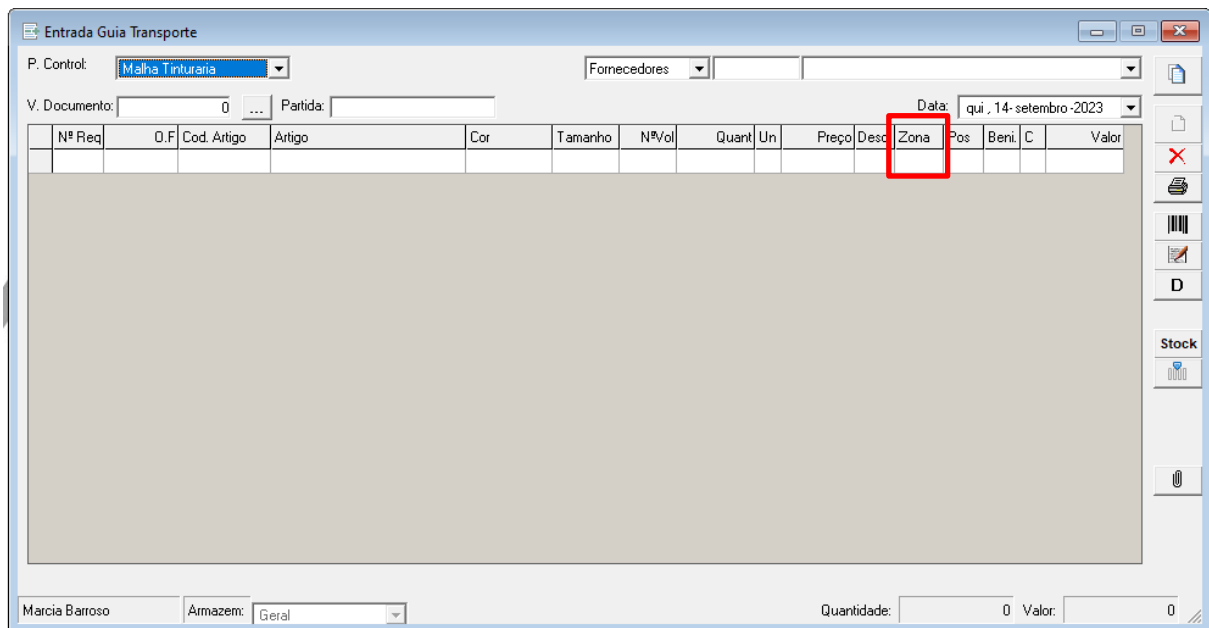 Entrada Guia Transporte
P. Control: Malha Tinturaria Fornecedores
V. Documento: 0 ... Partida: Data: qui , 14- setembro -2023
Nº Req O.F Cod. Artigo Artigo Cor Tamanho NºVol Quant Un Preço Desc Zona Pos Beni. C Valor
D
Stock
Marcia Barroso Armazem: Geral Quantidade: 0 Valor: 0